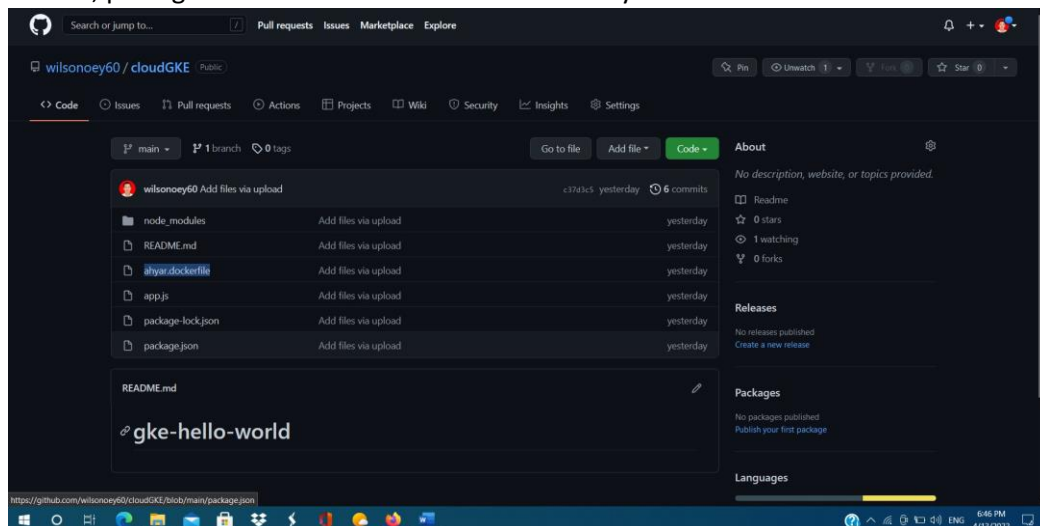 Search or jump to... / Pull requests Issues Marketplace Explore
wilsonoey60 / cloudGKE Public
Pin Unwatch 1 Fork 0 Star 0
Code Issues Pull requests Actions Projects Wiki Security Insights Settings
main 1 branch 0 tags Go to file Add file Code
wilsonoey60 Add files via upload c37d3c5 yesterday 6 commits
node_modules Add files via upload yesterday
README.md Add files via upload yesterday
ahyar.dockerfile Add files via upload yesterday
app.js Add files via upload yesterday
package-lock.json Add files via upload yesterday
package.json Add files via upload yesterday
README.md
gke-hello-world
About
No description, website, or topics provided.
Readme
0 stars
1 watching
0 forks
Releases
No releases published
Create a new release
Packages
No packages published
Publish your first package
Languages
https://github.com/wilsonoey60/cloudGKE/blob/main/package.json
ENG 6:46 PM